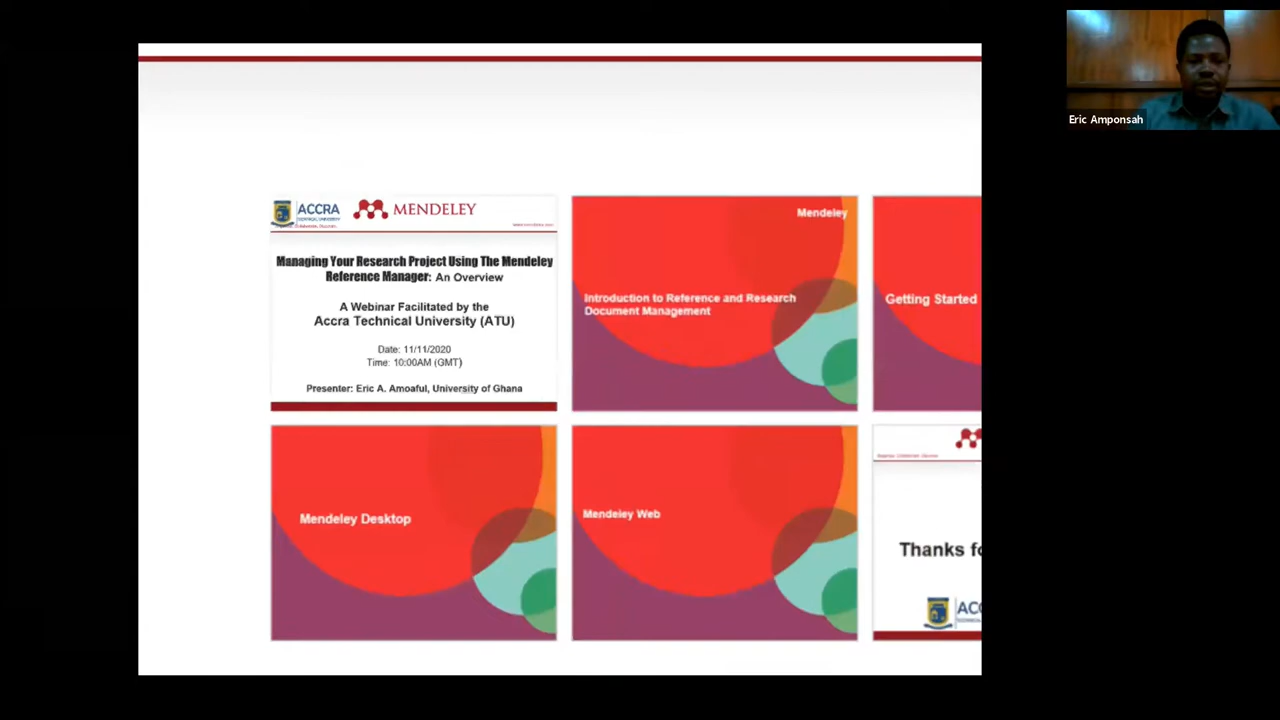 Eric Amponsah
ACCRA
MENDELEY
Managing Your Research Project Using The Mendeley
Reference Manager: An Overview
A Webinar Facilitated by the
Accra Technical University (ATU)
Date: 11/11/2020
Time: 10:00AM (GMT)
Presenter: Eric A. Amoaful, University of Ghana
Mendeley
Introduction to Reference and Research
Document Management
Getting Started
Mendeley Desktop
Mendeley Web
Thanks